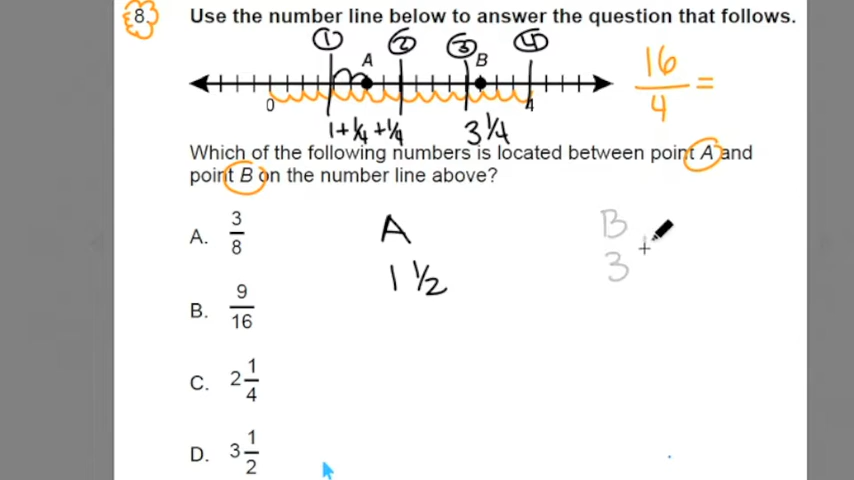 8. Use the number line below to answer the question that follows.
① ② ③ ④
A B
0 4
1+1/4+1/4 3 1/4
16/4 =
Which of the following numbers is located between point A and
point B on the number line above?
A. 3/8
B. 9/16
C. 2 1/4
D. 3 1/2
A
1 1/2
B
3